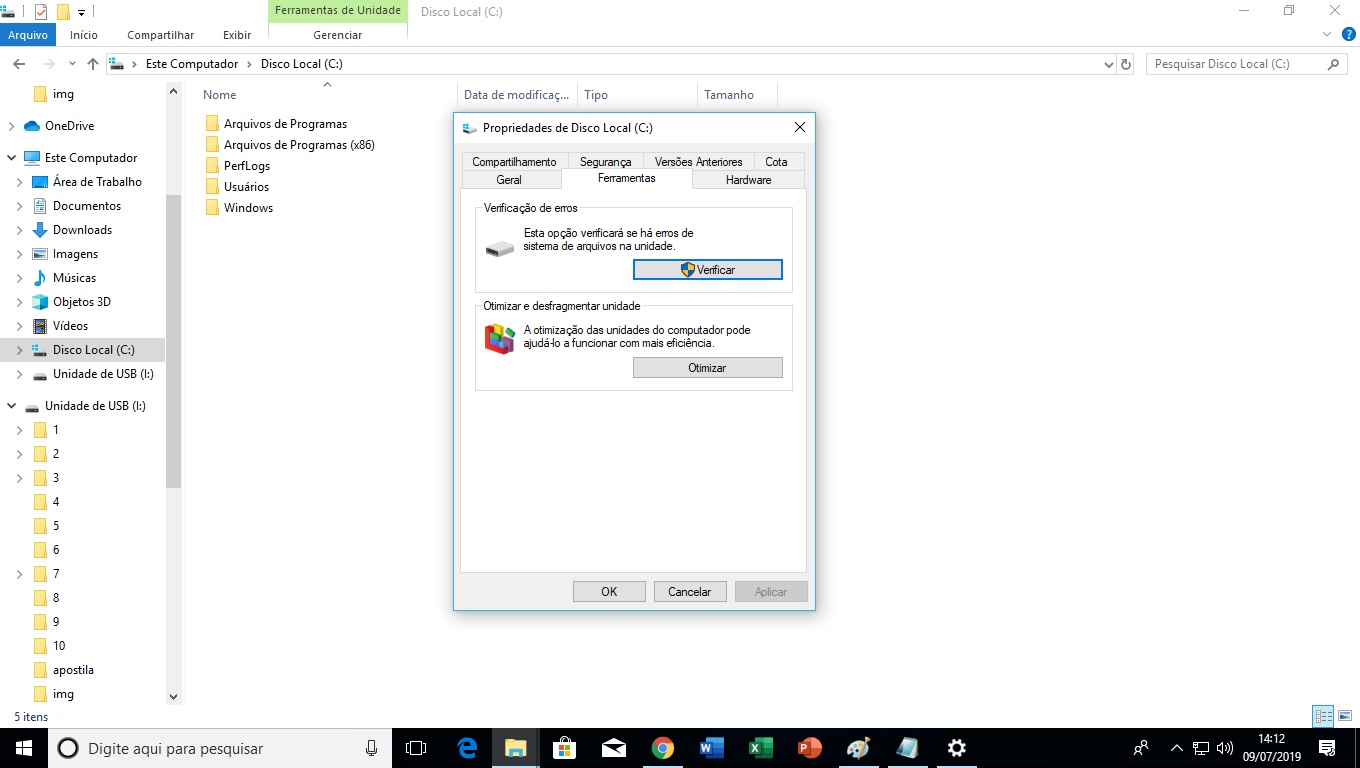 Ferramentas de Unidade
Disco Local (C:)
Arquivo
Início
Compartilhar
Exibir
Gerenciar
Este Computador
Disco Local (C:)
Pesquisar Disco Local (C:)
img
OneDrive
Este Computador
Área de Trabalho
Documentos
Downloads
Imagens
Músicas
Objetos 3D
Vídeos
Disco Local (C:)
Unidade de USB (I:)
Unidade de USB (I:)
1
2
3
4
5
6
7
8
9
10
apostila
img
Nome
Data de modificaç...
Tipo
Tamanho
Arquivos de Programas
Arquivos de Programas (x86)
PerfLogs
Usuários
Windows
Propriedades de Disco Local (C:)
Compartilhamento
Segurança
Versões Anteriores
Cota
Geral
Ferramentas
Hardware
Verificação de erros
Esta opção verificará se há erros de
sistema de arquivos na unidade.
Verificar
Otimizar e desfragmentar unidade
A otimização das unidades do computador pode
ajudá-lo a funcionar com mais eficiência.
Otimizar
OK
Cancelar
Aplicar
5 itens
Digite aqui para pesquisar
14:12
09/07/2019